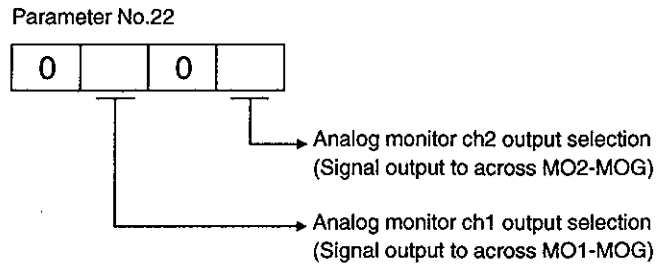 Parameter No.22
0 0
Analog monitor ch2 output selection
(Signal output to across MO2-MOG)
Analog monitor ch1 output selection
(Signal output to across MO1-MOG)